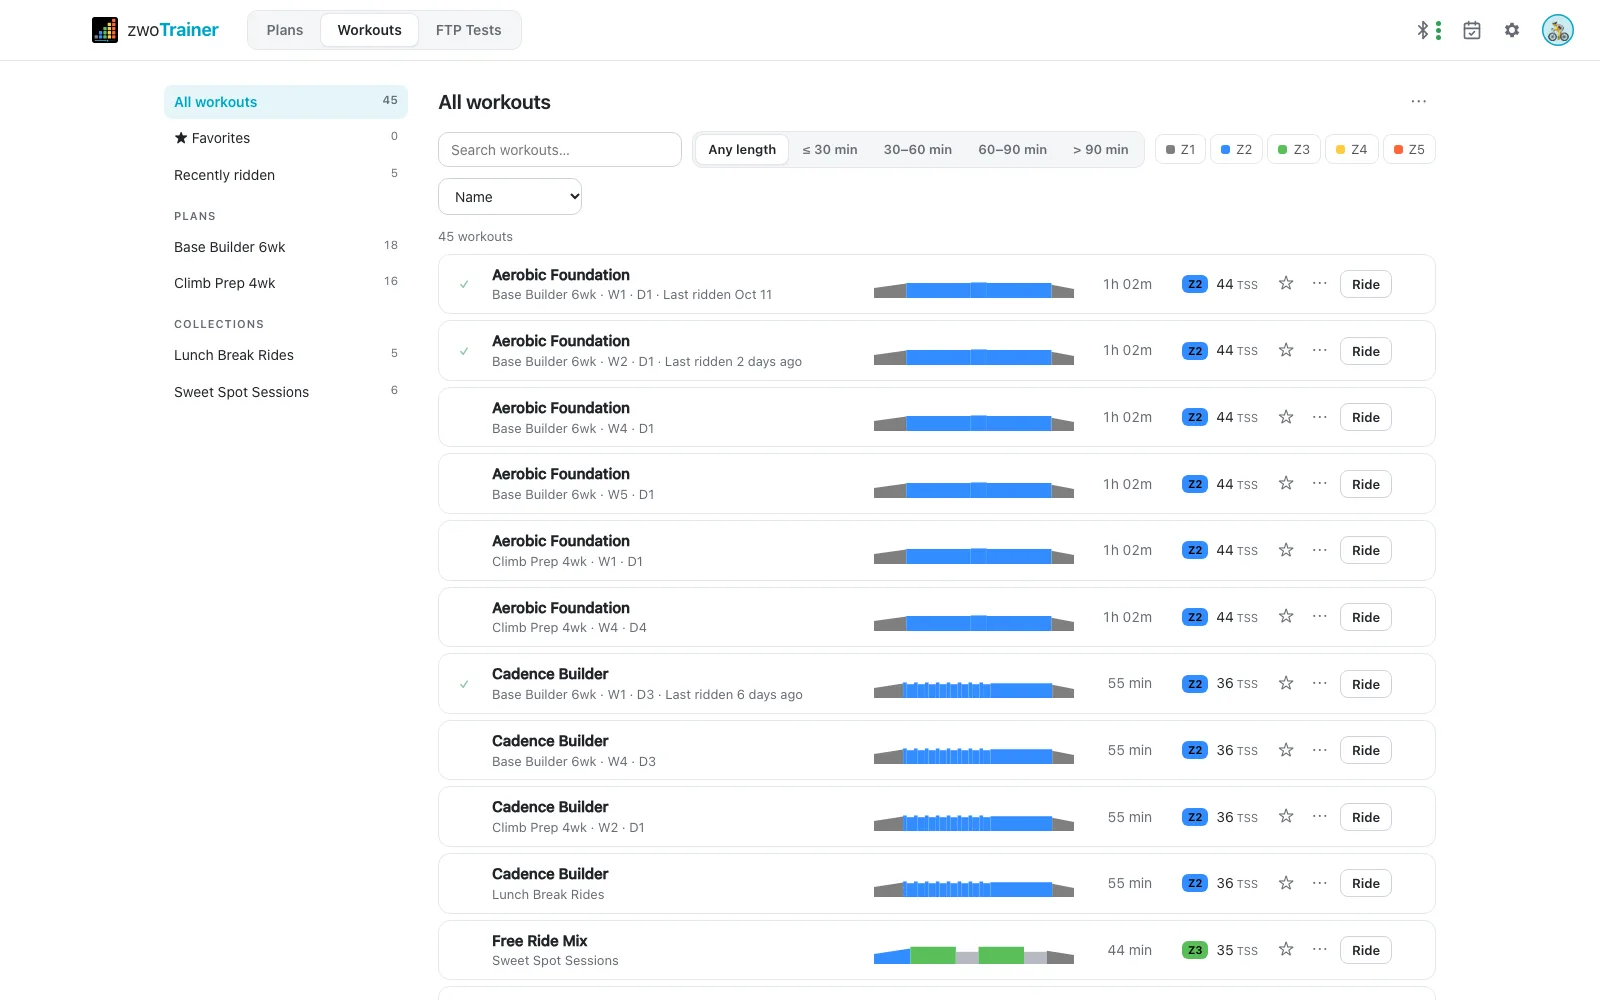 zwoTrainer Plans Workouts FTP Tests
All workouts 45
Favorites 0
Recently ridden 5
PLANS
Base Builder 6wk 18
Climb Prep 4wk 16
COLLECTIONS
Lunch Break Rides 5
Sweet Spot Sessions 6
All workouts
Search workouts... Any length ≤ 30 min 30–60 min 60–90 min > 90 min Z1 Z2 Z3 Z4 Z5
Name
45 workouts
Aerobic Foundation
Base Builder 6wk · W1 · D1 · Last ridden Oct 11
1h 02m Z2 44 TSS Ride
Aerobic Foundation
Base Builder 6wk · W2 · D1 · Last ridden 2 days ago
1h 02m Z2 44 TSS Ride
Aerobic Foundation
Base Builder 6wk · W4 · D1
1h 02m Z2 44 TSS Ride
Aerobic Foundation
Base Builder 6wk · W5 · D1
1h 02m Z2 44 TSS Ride
Aerobic Foundation
Climb Prep 4wk · W1 · D1
1h 02m Z2 44 TSS Ride
Aerobic Foundation
Climb Prep 4wk · W4 · D4
1h 02m Z2 44 TSS Ride
Cadence Builder
Base Builder 6wk · W1 · D3 · Last ridden 6 days ago
55 min Z2 36 TSS Ride
Cadence Builder
Base Builder 6wk · W4 · D3
55 min Z2 36 TSS Ride
Cadence Builder
Climb Prep 4wk · W2 · D1
55 min Z2 36 TSS Ride
Cadence Builder
Lunch Break Rides
55 min Z2 36 TSS Ride
Free Ride Mix
Sweet Spot Sessions
44 min Z3 35 TSS Ride